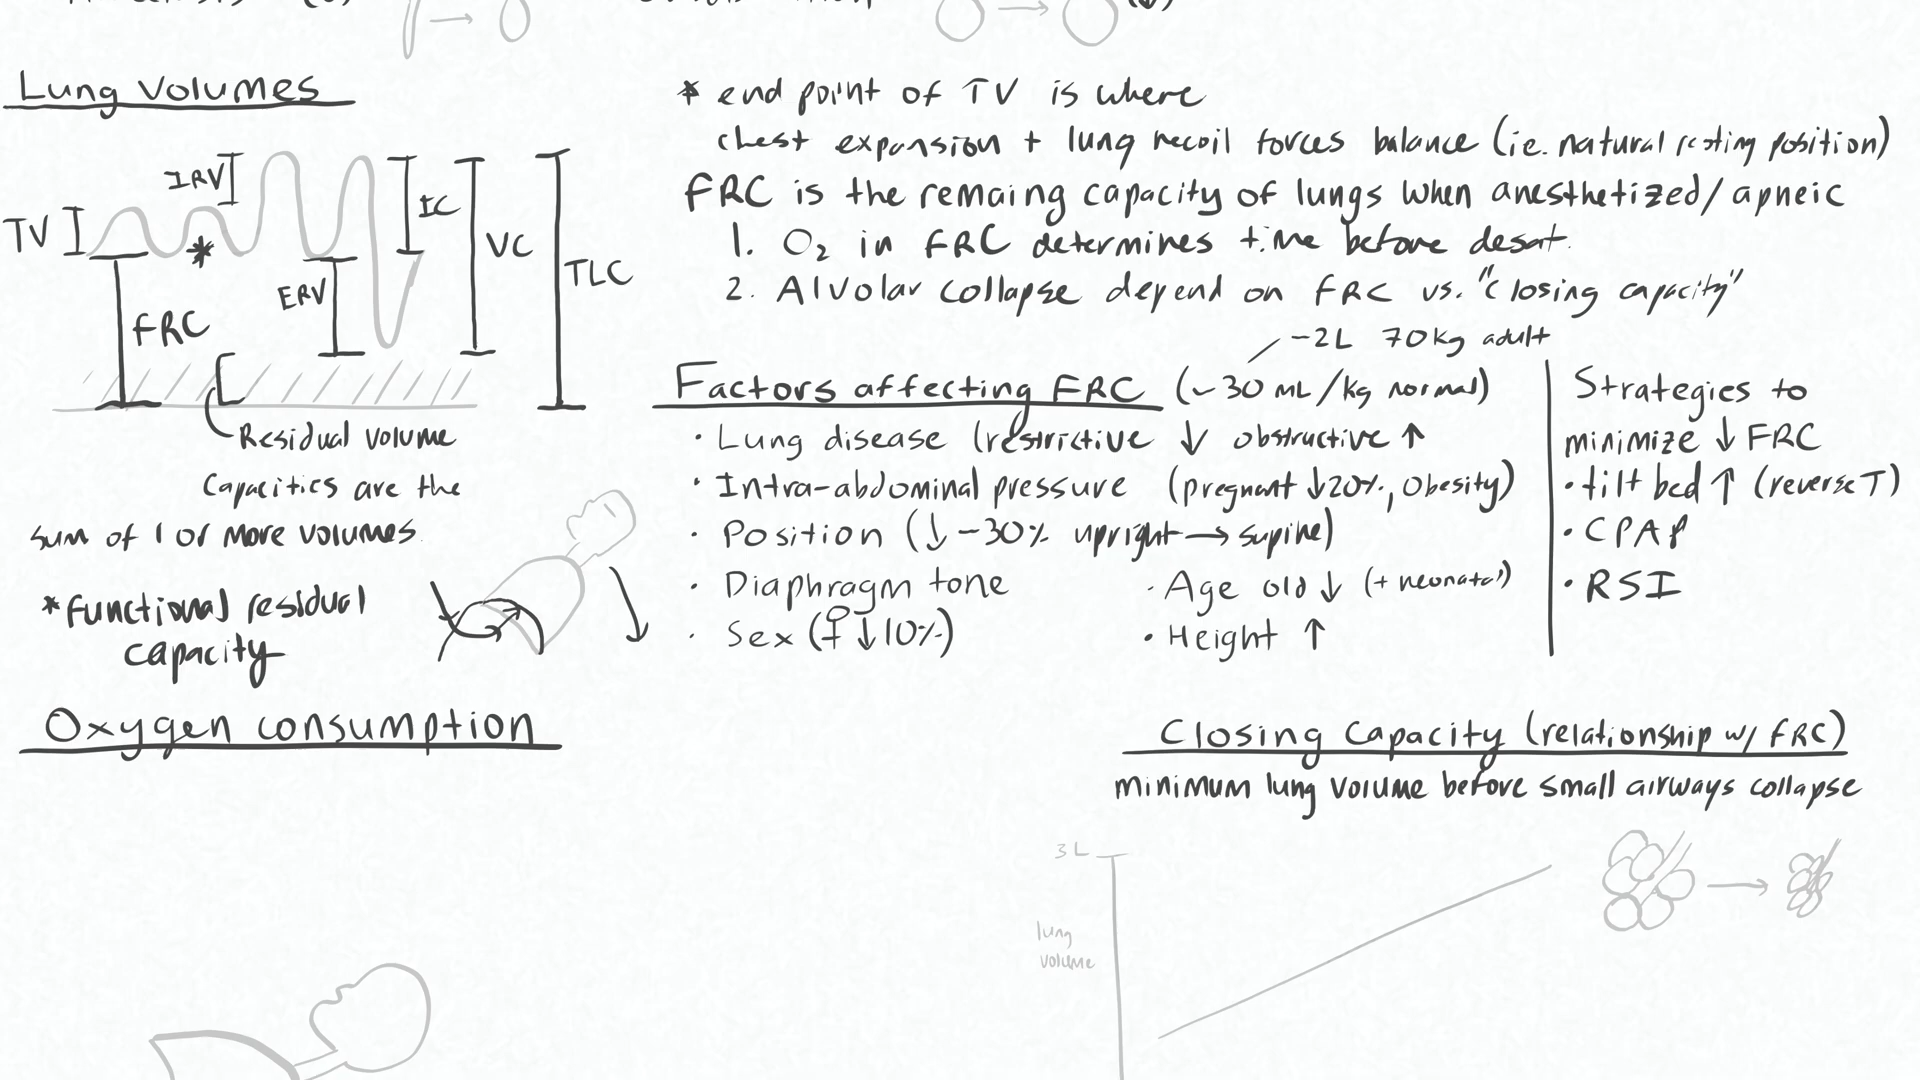 Lung Volumes
IRV
TV
IC
VC
TLC
ERV
FRC
*
Residual volume
Capacities are the
sum of 1 or more volumes.
*functional residual
capacity
* end point of TV is where
chest expansion + lung recoil forces balance (ie. natural resting position)
FRC is the remaing capacity of lungs when anesthetized/apneic
1. O2 in FRC determines time before desat.
2. Alvolar collapse depend on FRC vs. "closing capacity"
~2L 70kg adult
Factors affecting FRC (~30 mL/kg normal)
· Lung disease (restrictive ↓ obstructive ↑
· Intra-abdominal pressure (pregnant ↓20%, obesity)
· Position (↓ ~30% upright → supine)
· Diaphragm tone
· Sex (♀ ↓10%)
· Age old ↓ (+ neonatal)
· Height ↑
Strategies to
minimize ↓ FRC
· tilt bed ↑ (reverse T)
· CPAP
· RSI
Oxygen consumption
Closing Capacity (relationship w/ FRC)
minimum lung volume before small airways collapse
3L
lung
volume